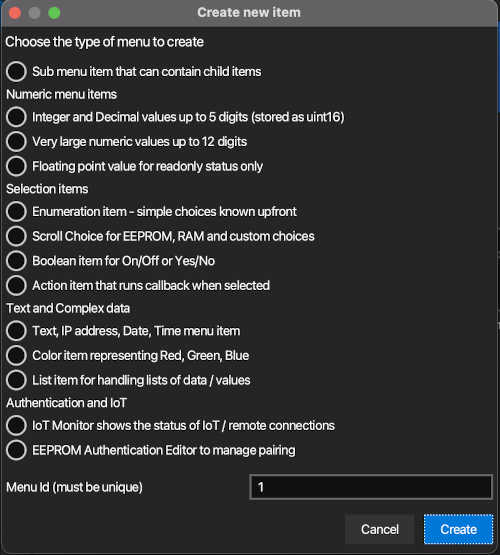 Create new item
Choose the type of menu to create
Sub menu item that can contain child items
Numeric menu items
Integer and Decimal values up to 5 digits (stored as uint16)
Very large numeric values up to 12 digits
Floating point value for readonly status only
Selection items
Enumeration item - simple choices known upfront
Scroll Choice for EEPROM, RAM and custom choices
Boolean item for On/Off or Yes/No
Action item that runs callback when selected
Text and Complex data
Text, IP address, Date, Time menu item
Color item representing Red, Green, Blue
List item for handling lists of data / values
Authentication and IoT
IoT Monitor shows the status of IoT / remote connections
EEPROM Authentication Editor to manage pairing
Menu Id (must be unique) 1
Cancel Create